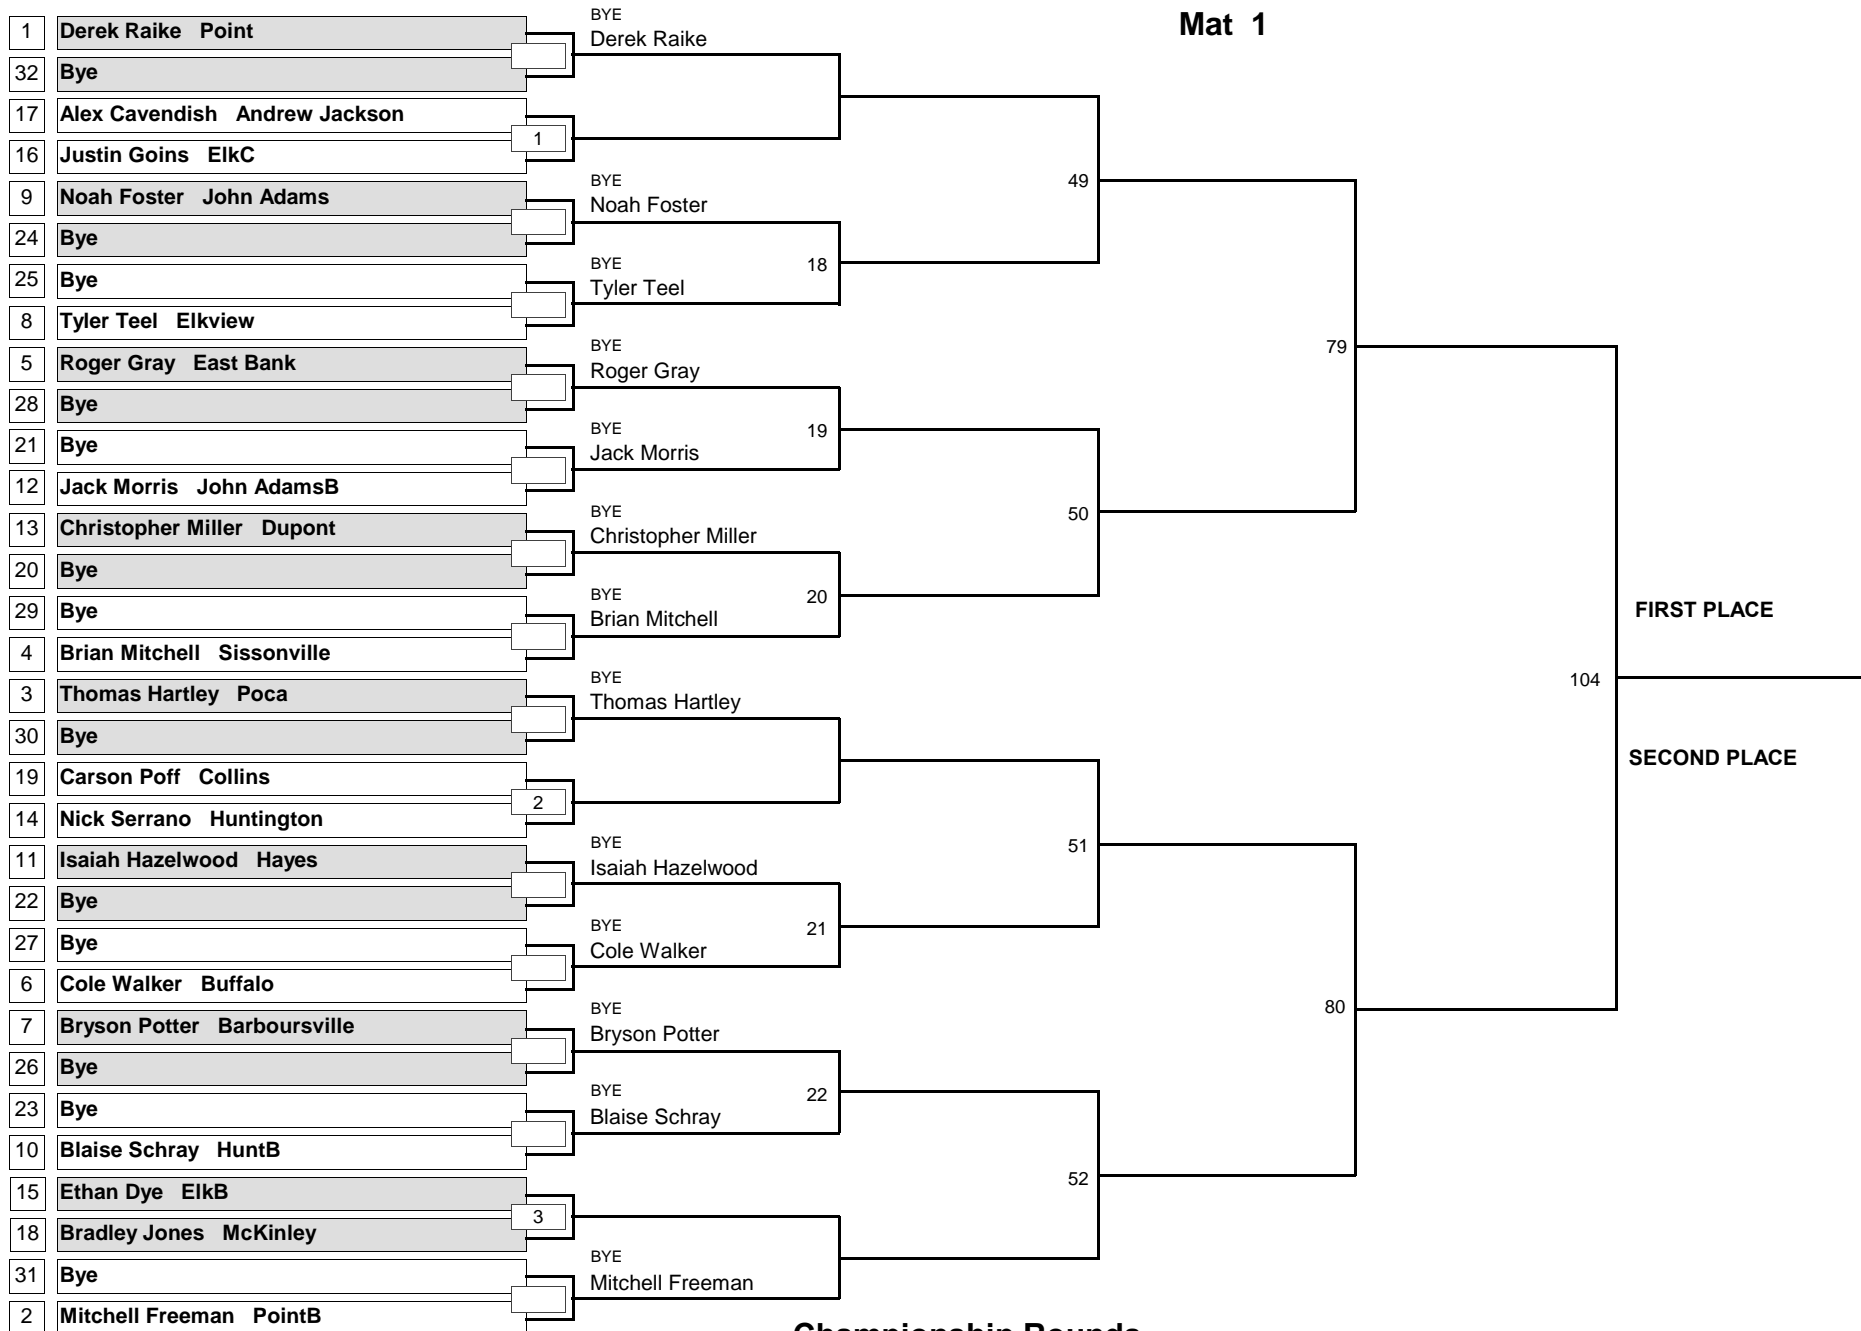 Mat 1
1 Derek Raike Point
32 Bye
17 Alex Cavendish Andrew Jackson
1
16 Justin Goins ElkC
9 Noah Foster John Adams
24 Bye
25 Bye
8 Tyler Teel Elkview
5 Roger Gray East Bank
28 Bye
21 Bye
12 Jack Morris John AdamsB
13 Christopher Miller Dupont
20 Bye
29 Bye
4 Brian Mitchell Sissonville
3 Thomas Hartley Poca
30 Bye
19 Carson Poff Collins
2
14 Nick Serrano Huntington
11 Isaiah Hazelwood Hayes
22 Bye
27 Bye
6 Cole Walker Buffalo
7 Bryson Potter Barboursville
26 Bye
23 Bye
10 Blaise Schray HuntB
15 Ethan Dye ElkB
3
18 Bradley Jones McKinley
31 Bye
2 Mitchell Freeman PointB
BYE
Derek Raike
BYE
Noah Foster
BYE
Tyler Teel
BYE
Roger Gray
BYE
Jack Morris
BYE
Christopher Miller
BYE
Brian Mitchell
BYE
Thomas Hartley
BYE
Isaiah Hazelwood
BYE
Cole Walker
BYE
Bryson Potter
BYE
Blaise Schray
BYE
Mitchell Freeman
18
19
20
21
22
49
50
51
52
79
80
104
FIRST PLACE
SECOND PLACE
Championship Rounds